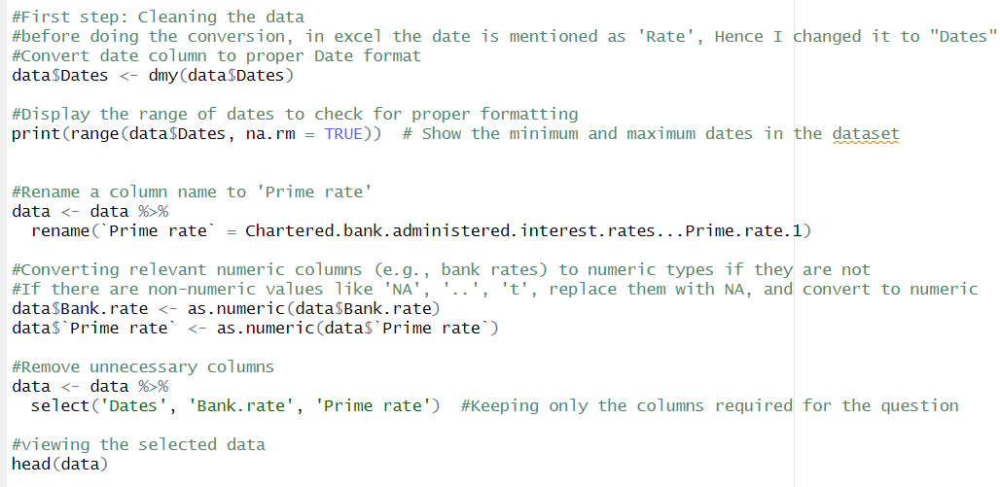 #First step: Cleaning the data
#before doing the conversion, in excel the date is mentioned as 'Rate', Hence I changed it to "Dates"
#Convert date column to proper Date format
data$Dates <- dmy(data$Dates)
#Display the range of dates to check for proper formatting
print(range(data$Dates, na.rm = TRUE))  # Show the minimum and maximum dates in the dataset
#Rename a column name to 'Prime rate'
data <- data %>%
  rename(`Prime rate` = Chartered.bank.administered.interest.rates...Prime.rate.1)
#Converting relevant numeric columns (e.g., bank rates) to numeric types if they are not
#If there are non-numeric values like 'NA', '..', 't', replace them with NA, and convert to numeric
data$Bank.rate <- as.numeric(data$Bank.rate)
data$`Prime rate` <- as.numeric(data$`Prime rate`)
#Remove unnecessary columns
data <- data %>%
  select('Dates', 'Bank.rate', 'Prime rate')  #Keeping only the columns required for the question
#viewing the selected data
head(data)